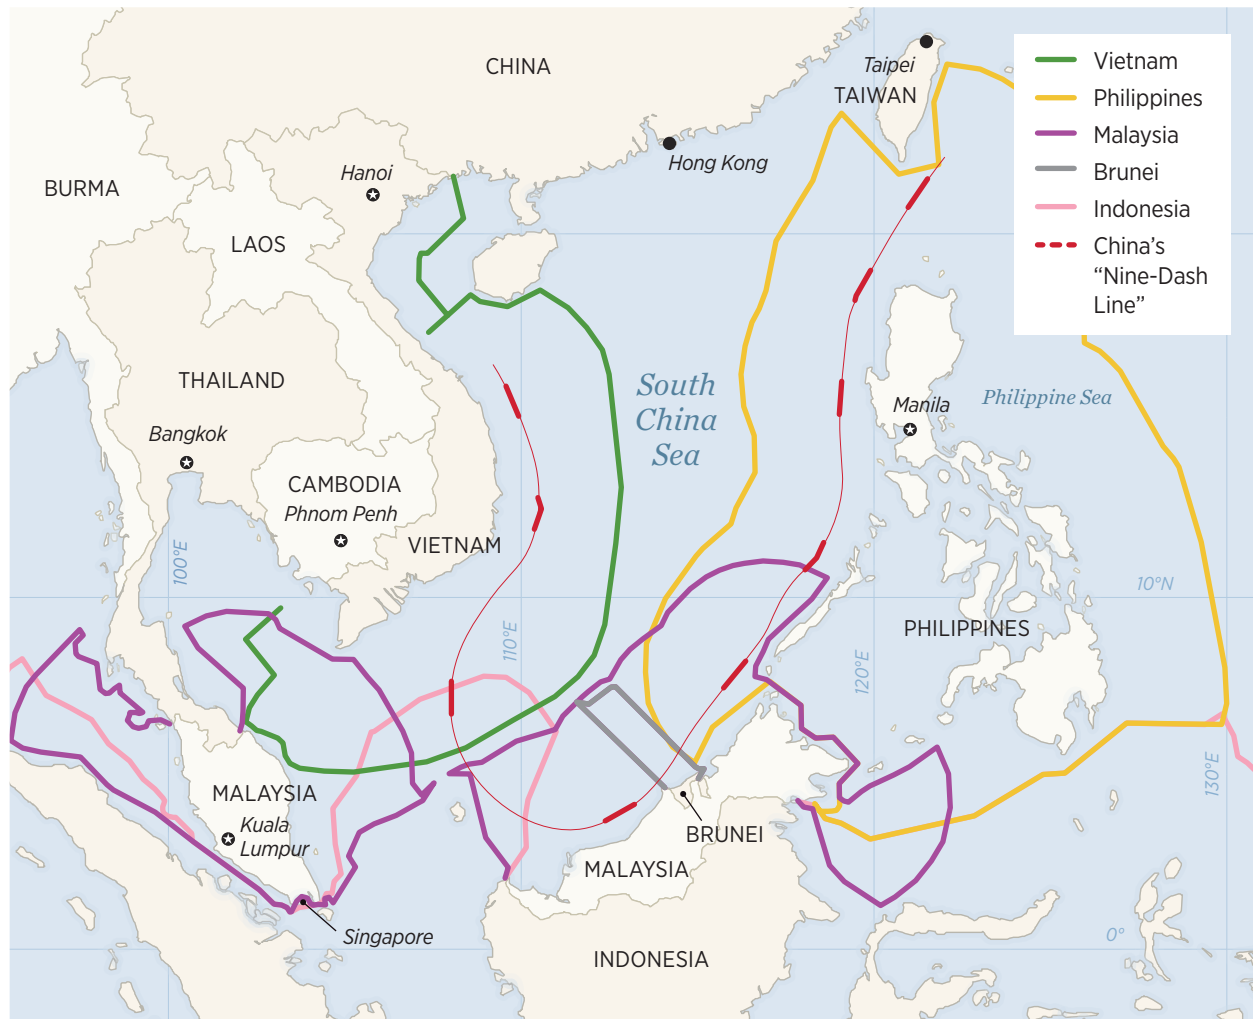 CHINA
Taipei
TAIWAN
Hong Kong
Hanoi
BURMA
LAOS
THAILAND
Bangkok
CAMBODIA
Phnom Penh
VIETNAM
South
China
Sea
Manila
Philippine Sea
PHILIPPINES
100°E
110°E
120°E
130°E
10°N
0°
MALAYSIA
Kuala
Lumpur
Singapore
BRUNEI
MALAYSIA
INDONESIA
Vietnam
Philippines
Malaysia
Brunei
Indonesia
China’s
“Nine-Dash
Line”